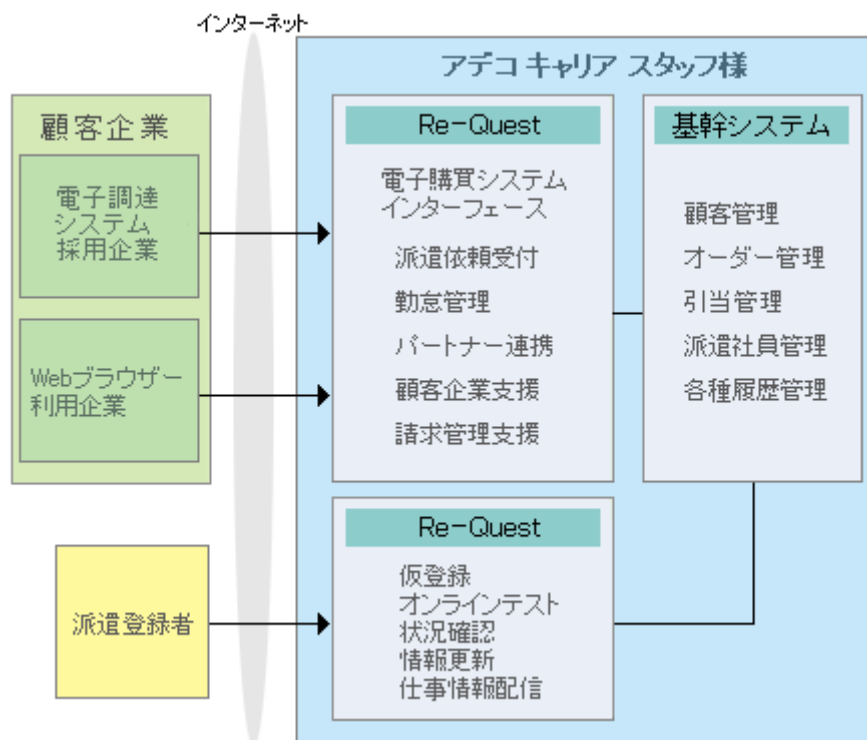 インターネット
アデコ キャリア スタッフ様
顧客企業
電子調達
システム
採用企業
Webブラウザー
利用企業
派遣登録者
Re-Quest
電子購買システム
インターフェース
派遣依頼受付
勤怠管理
パートナー連携
顧客企業支援
請求管理支援
基幹システム
顧客管理
オーダー管理
引当管理
派遣社員管理
各種履歴管理
Re-Quest
仮登録
オンラインテスト
状況確認
情報更新
仕事情報配信